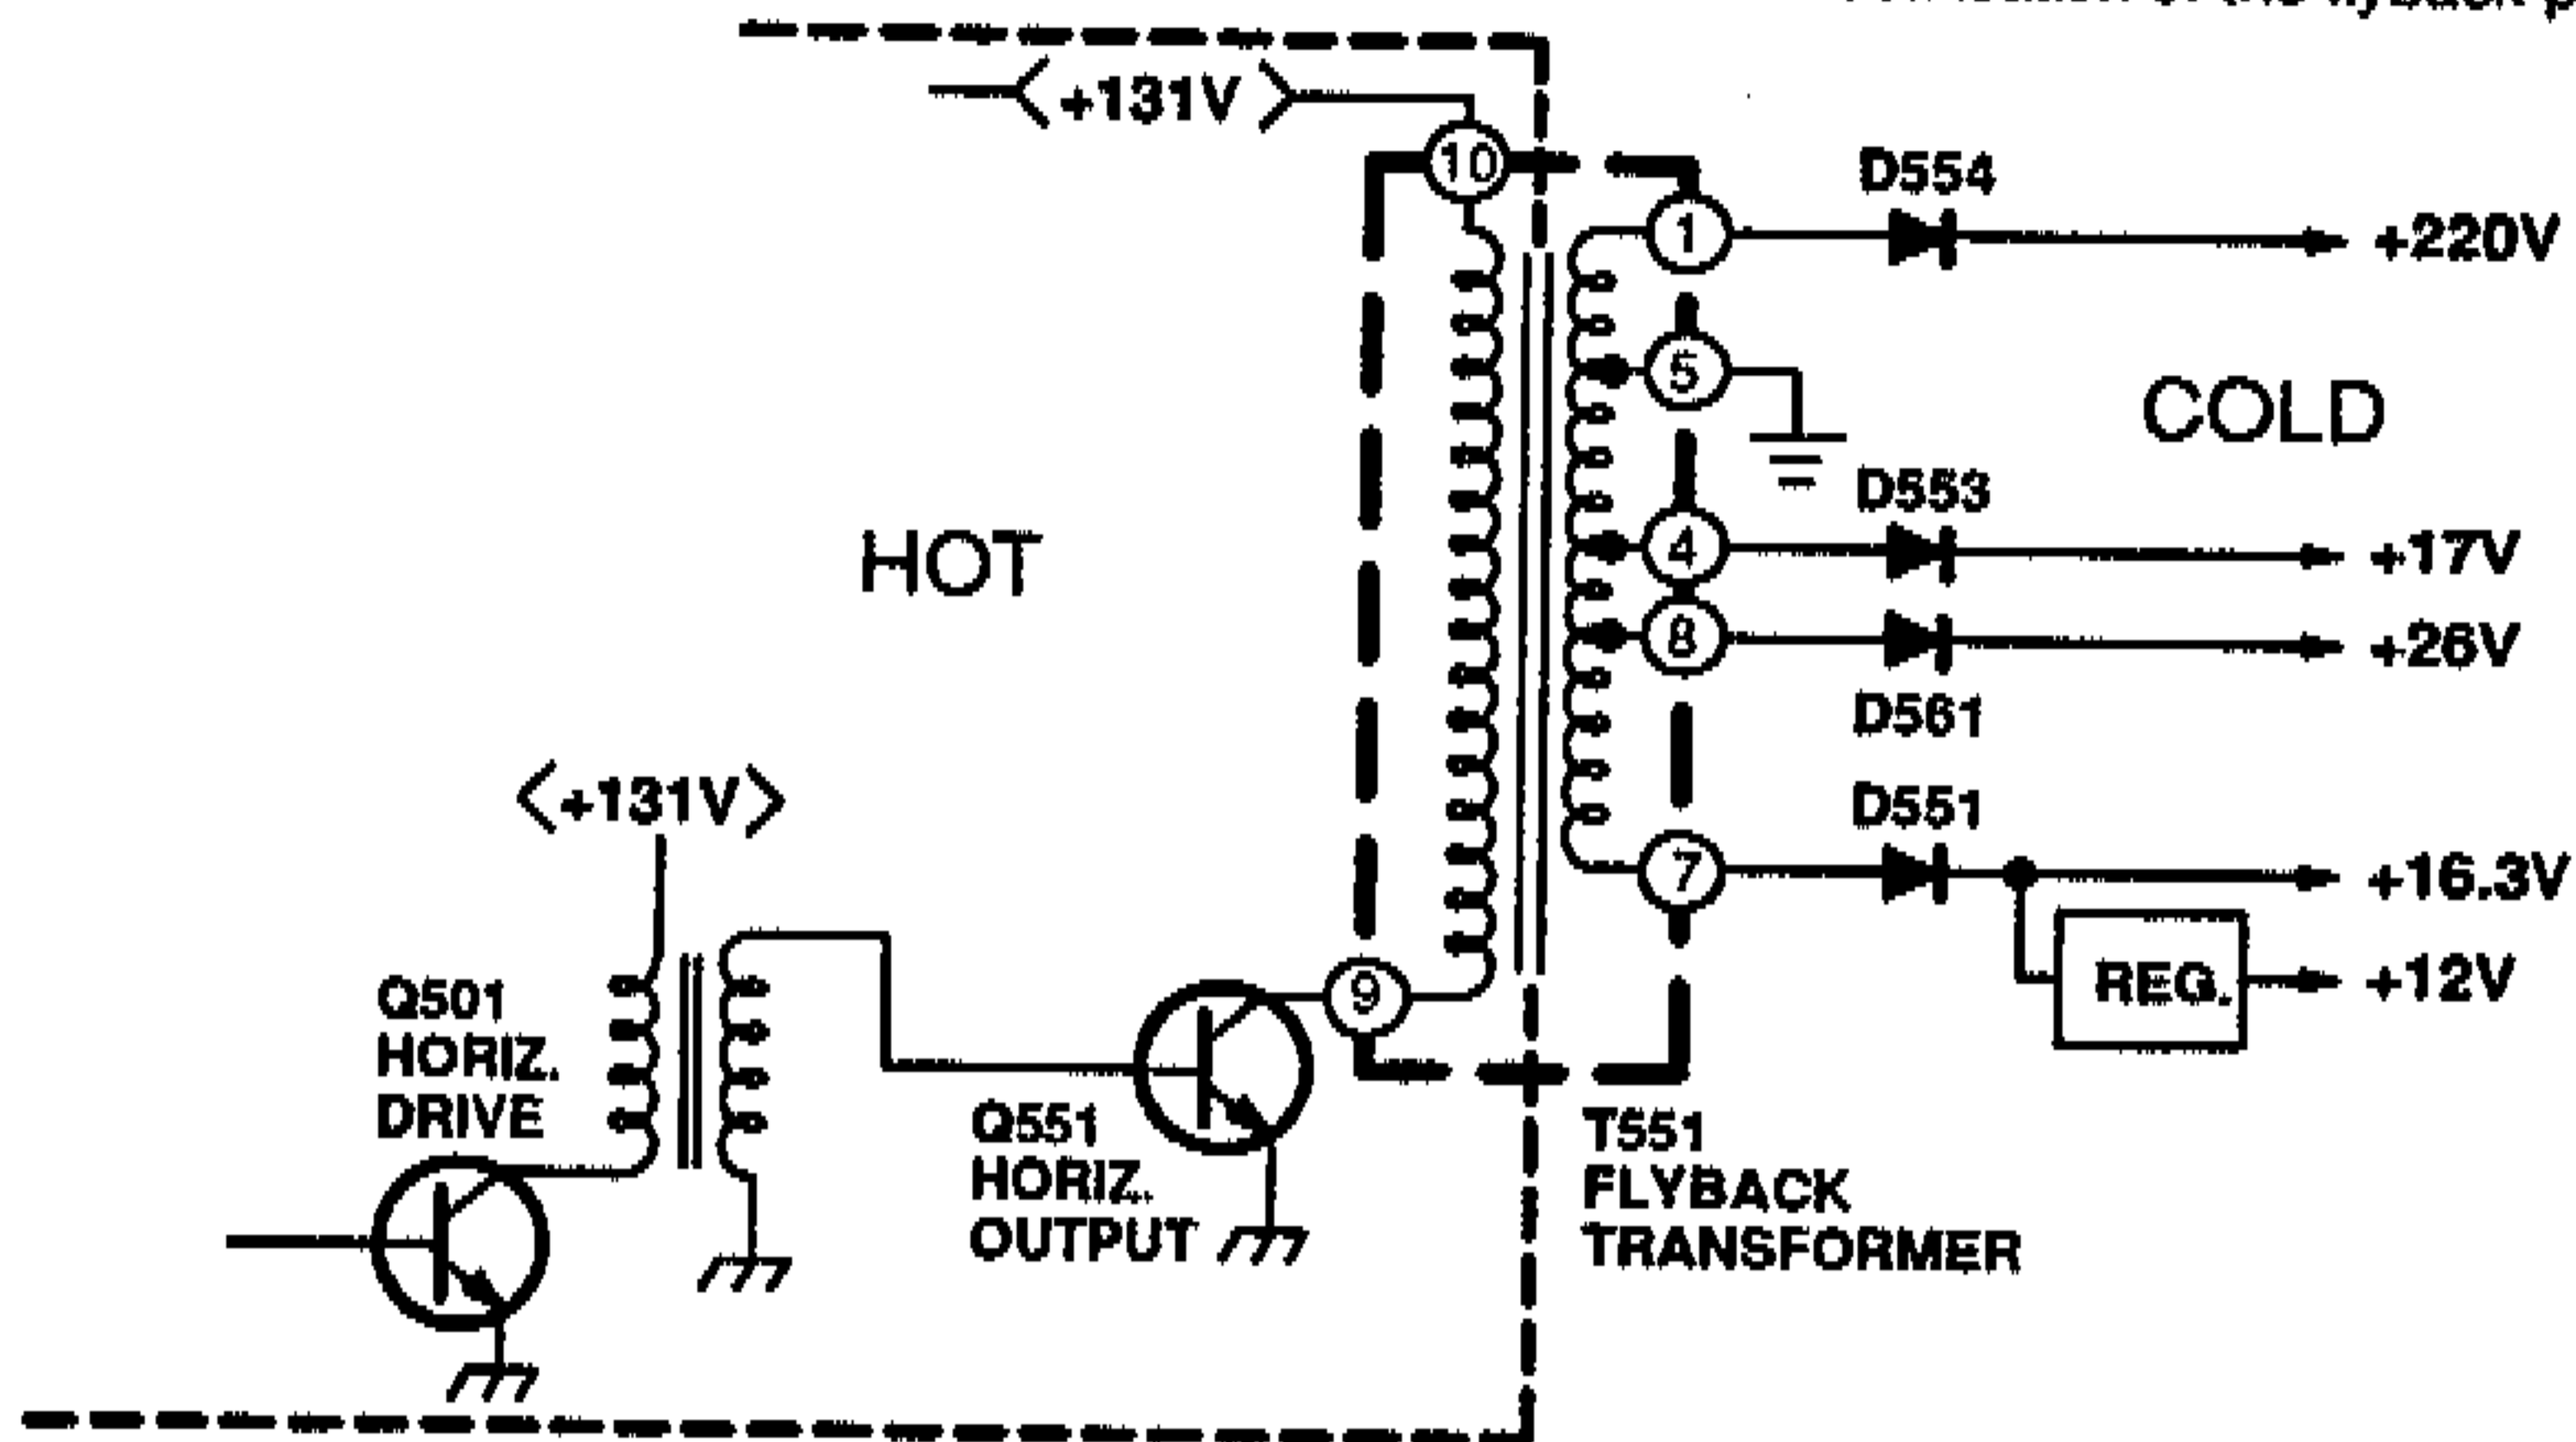 +131V
10
1
D554
+220V
5
COLD
D553
4
+17V
HOT
8
+26V
D561
+131V
D551
7
+16.3V
REG.
+12V
9
Q501
HORIZ.
DRIVE
Q551
HORIZ.
OUTPUT
T551
FLYBACK
TRANSFORMER